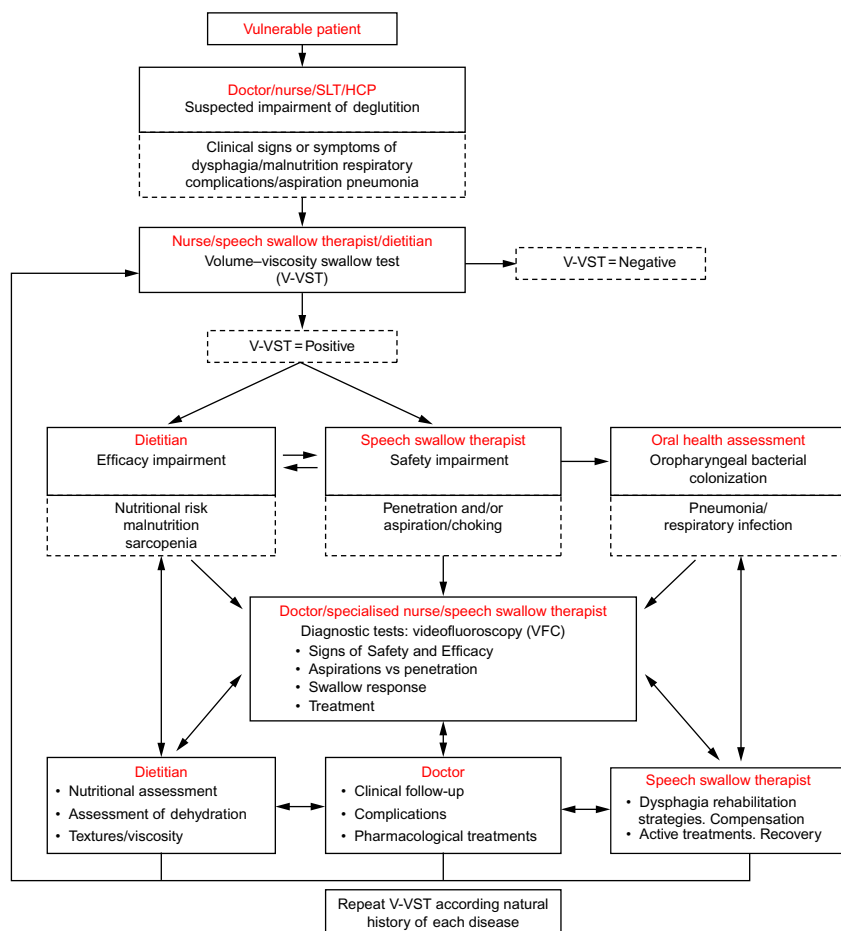 Vulnerable patient
Doctor/nurse/SLT/HCP
Suspected impairment of deglutition
Clinical signs or symptoms of
dysphagia/malnutrition respiratory
complications/aspiration pneumonia
Nurse/speech swallow therapist/dietitian
Volume–viscosity swallow test
(V-VST)
V-VST = Negative
V-VST = Positive
Dietitian
Efficacy impairment
Nutritional risk
malnutrition
sarcopenia
Speech swallow therapist
Safety impairment
Penetration and/or
aspiration/choking
Oral health assessment
Oropharyngeal bacterial
colonization
Pneumonia/
respiratory infection
Doctor/specialised nurse/speech swallow therapist
Diagnostic tests: videofluoroscopy (VFC)
• Signs of Safety and Efficacy
• Aspirations vs penetration
• Swallow response
• Treatment
Dietitian
• Nutritional assessment
• Assessment of dehydration
• Textures/viscosity
Doctor
• Clinical follow-up
• Complications
• Pharmacological treatments
Speech swallow therapist
• Dysphagia rehabilitation
strategies. Compensation
• Active treatments. Recovery
Repeat V-VST according natural
history of each disease